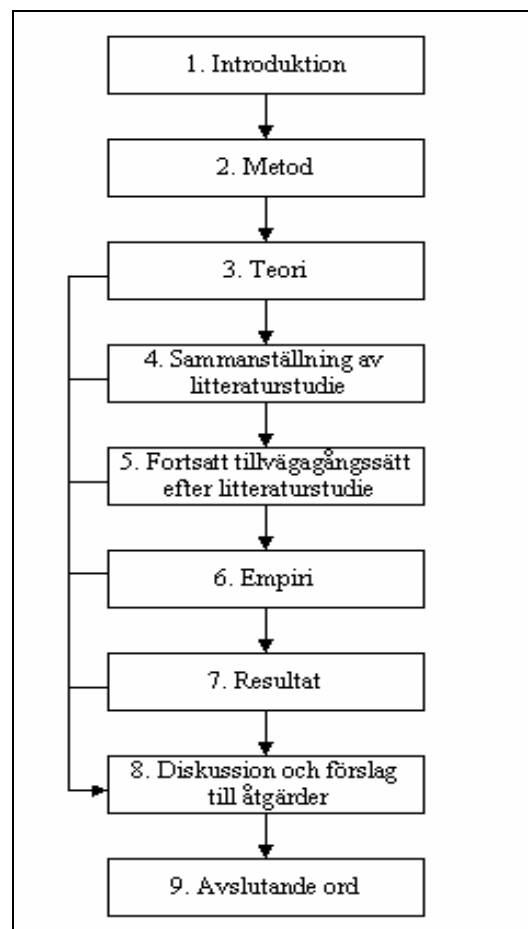 1. Introduktion
2. Metod
3. Teori
4. Sammanställning av
litteraturstudie
5. Fortsatt tillvägagångssätt
efter litteraturstudie
6. Empiri
7. Resultat
8. Diskussion och förslag
till åtgärder
9. Avslutande ord